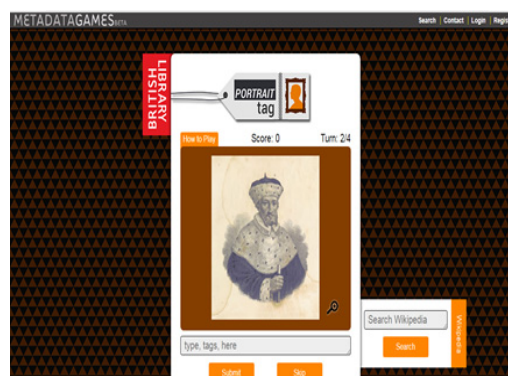 METADATAGAMES BETA
Search | Contact | Login | Regis
BRITISH
LIBRARY
PORTRAIT
tag
How to Play
Score: 0
Turn: 2/4
type, tags, here
Submit
Skip
Search Wikipedia
Search
Wikipedia